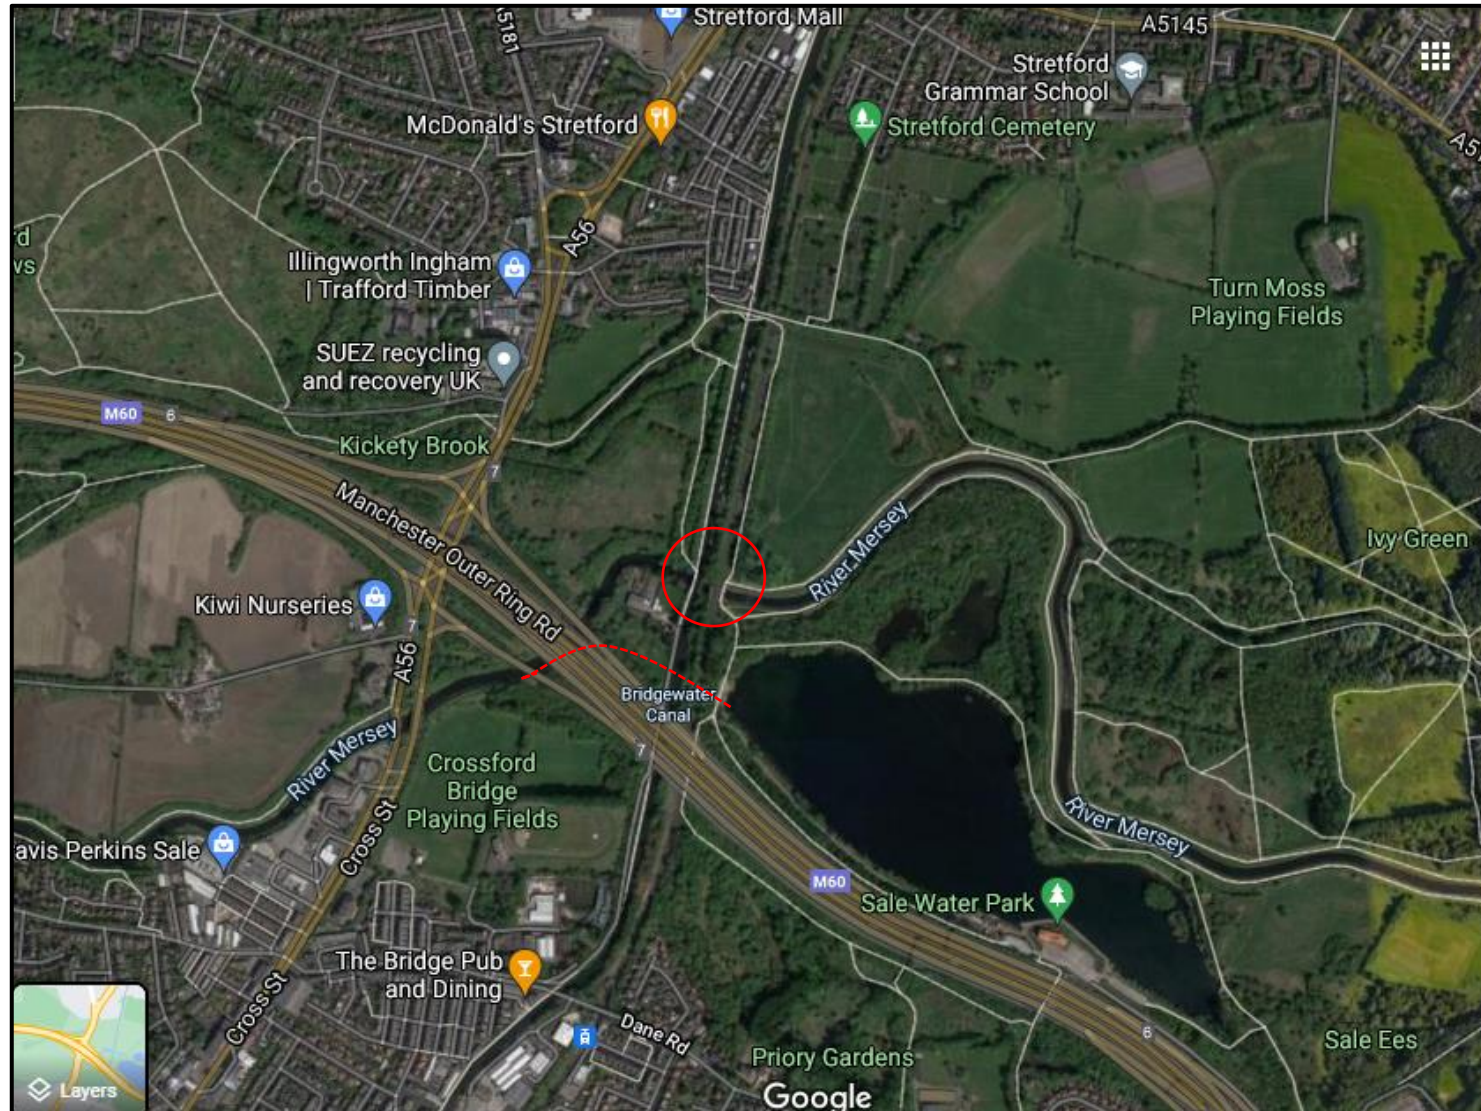 Stretford Mall
A5145
A5181
Stretford
Grammar School
McDonald's Stretford
Stretford Cemetery
A56
Illingworth Ingham
| Trafford Timber
Turn Moss
Playing Fields
SUEZ recycling
and recovery UK
M60
6
Kickety Brook
7
Manchester Outer Ring Rd
River Mersey
Ivy Green
Kiwi Nurseries
7
A56
Bridgewater
Canal
7
River Mersey
Crossford
Bridge
Playing Fields
River Mersey
avis Perkins Sale
Cross St
M60
Sale Water Park
The Bridge Pub
and Dining
Cross St
Dane Rd
6
Sale Ees
Priory Gardens
Layers
Google